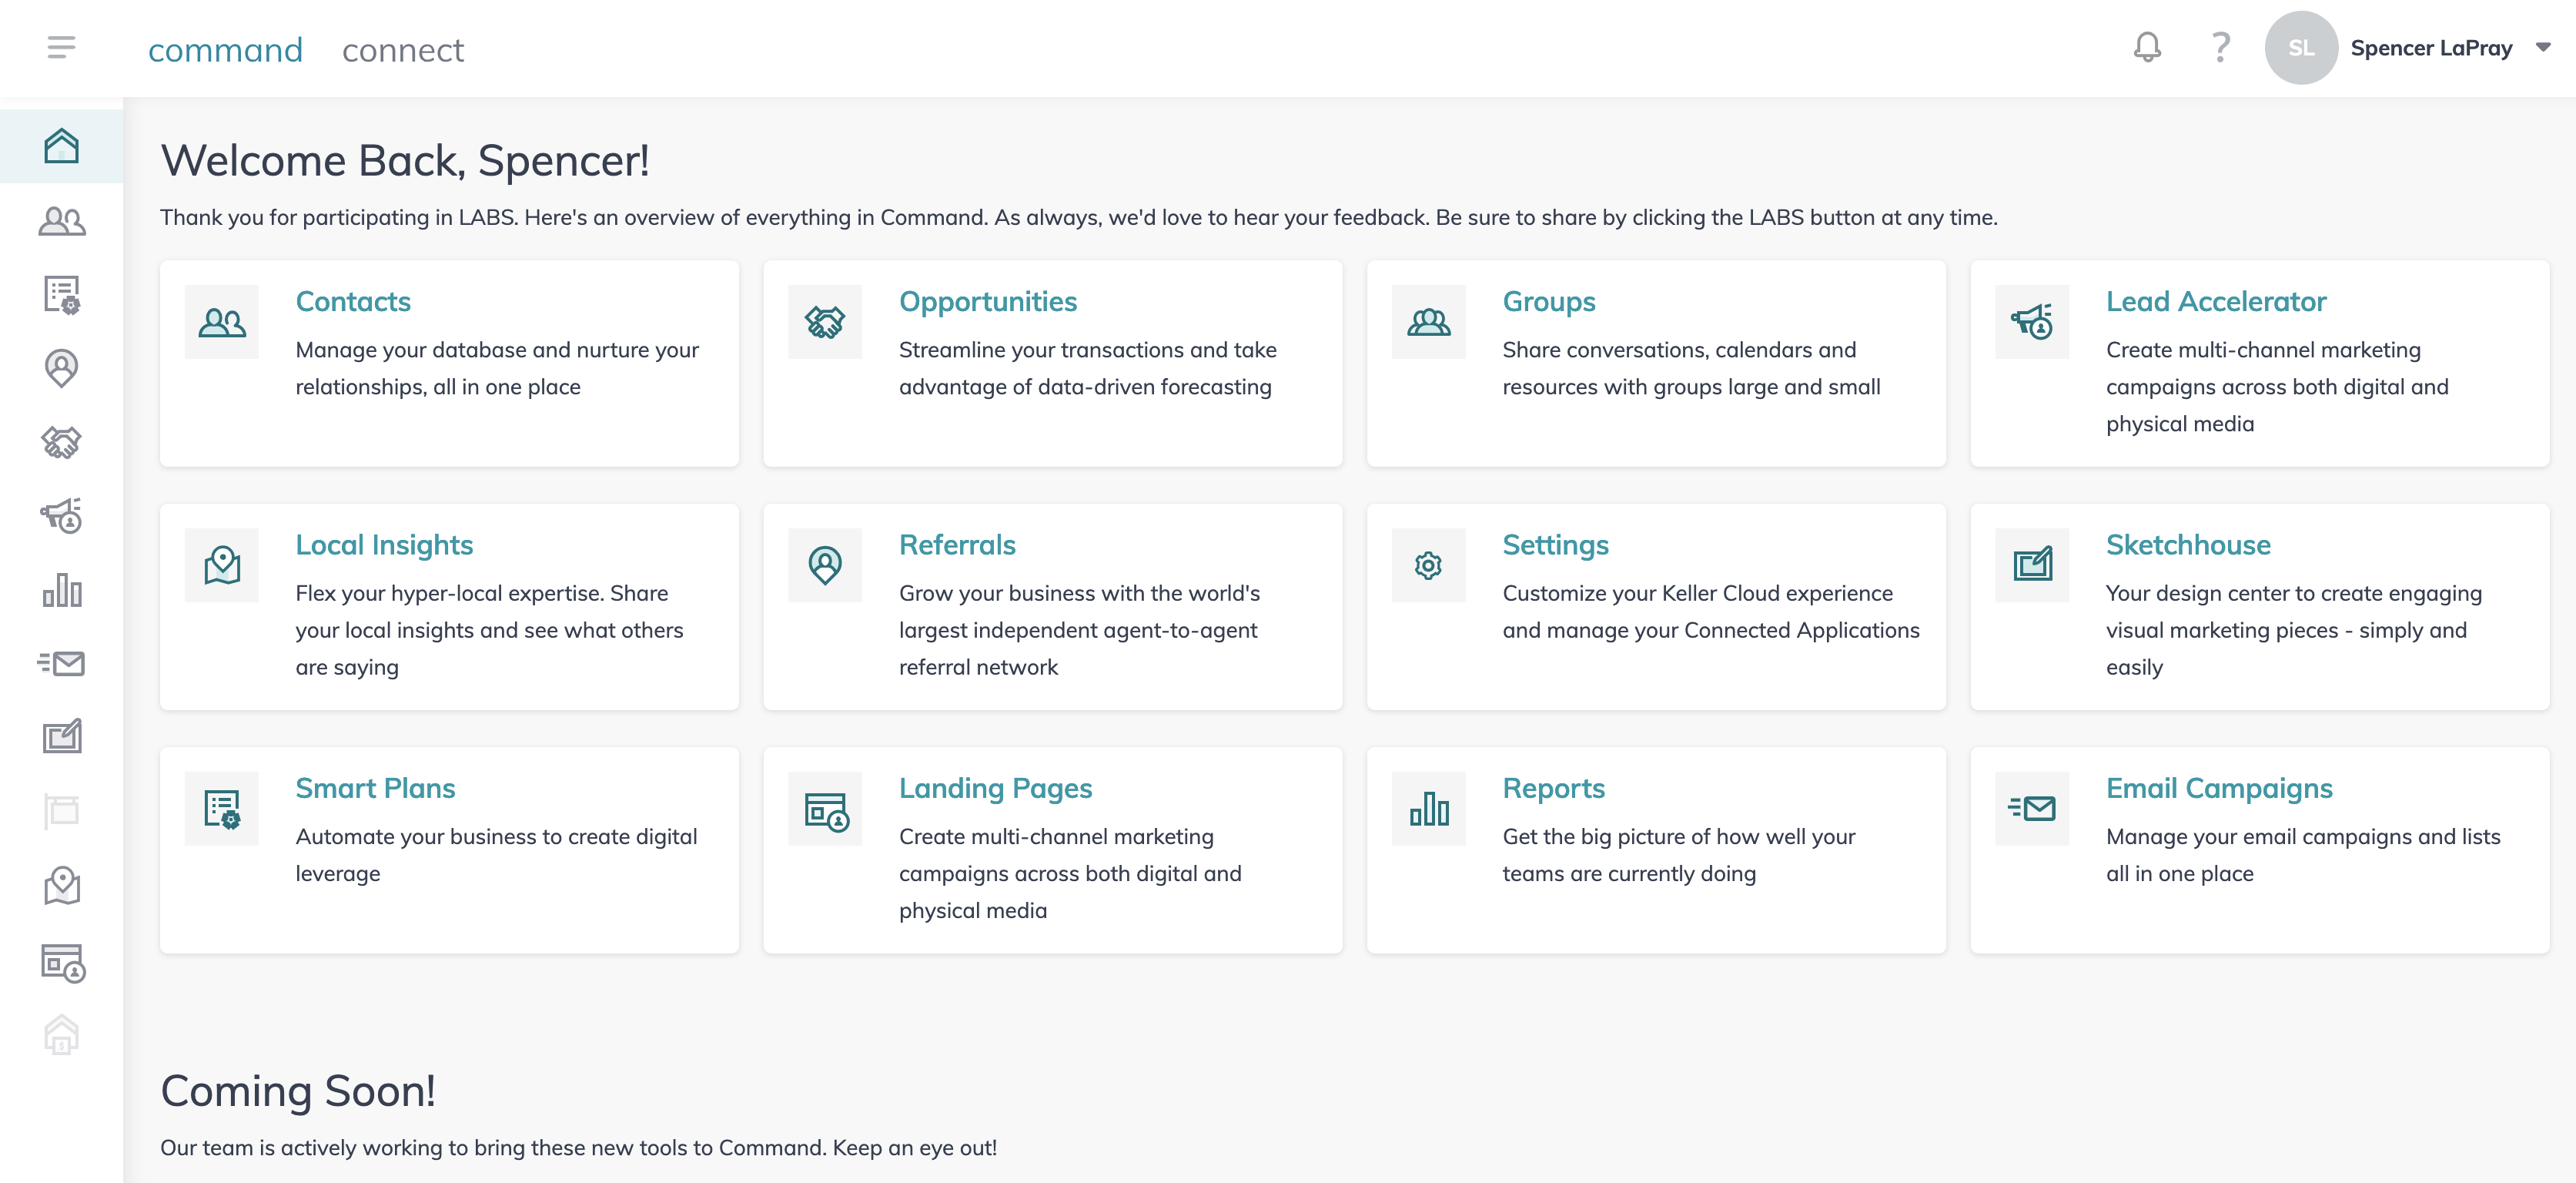 command connect
SL Spencer LaPray
Welcome Back, Spencer!
Thank you for participating in LABS. Here's an overview of everything in Command. As always, we'd love to hear your feedback. Be sure to share by clicking the LABS button at any time.
Contacts
Manage your database and nurture your
relationships, all in one place
Opportunities
Streamline your transactions and take
advantage of data-driven forecasting
Groups
Share conversations, calendars and
resources with groups large and small
Lead Accelerator
Create multi-channel marketing
campaigns across both digital and
physical media
Local Insights
Flex your hyper-local expertise. Share
your local insights and see what others
are saying
Referrals
Grow your business with the world's
largest independent agent-to-agent
referral network
Settings
Customize your Keller Cloud experience
and manage your Connected Applications
Sketchhouse
Your design center to create engaging
visual marketing pieces - simply and
easily
Smart Plans
Automate your business to create digital
leverage
Landing Pages
Create multi-channel marketing
campaigns across both digital and
physical media
Reports
Get the big picture of how well your
teams are currently doing
Email Campaigns
Manage your email campaigns and lists
all in one place
Coming Soon!
Our team is actively working to bring these new tools to Command. Keep an eye out!